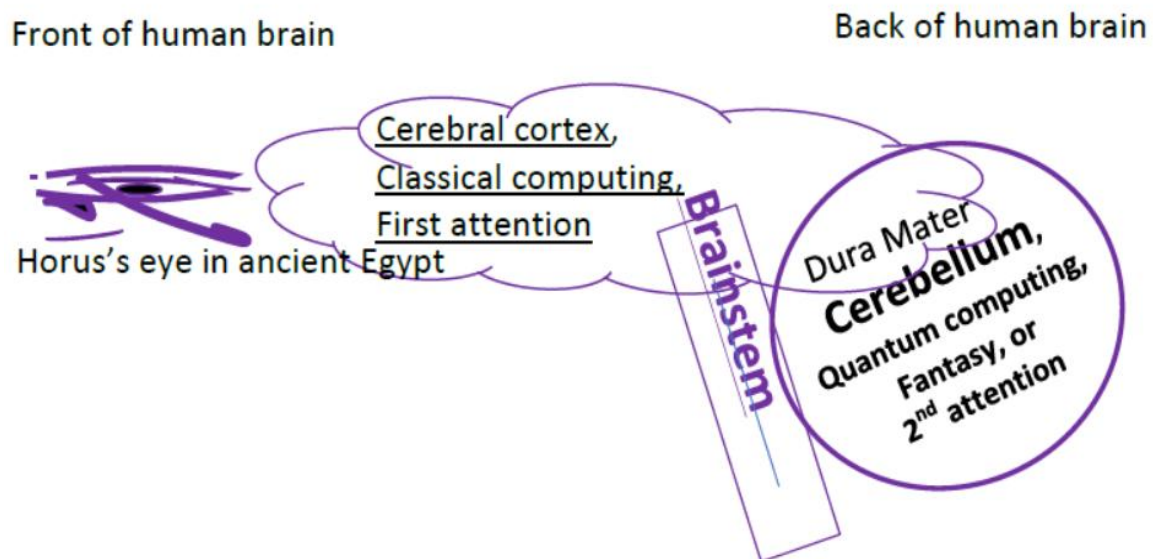 Front of human brain
Back of human brain
Cerebral cortex,
Classical computing,
First attention
Horus’s eye in ancient Egypt
Brainstem
Dura Mater
Cerebellum,
Quantum computing,
Fantasy, or
2nd attention